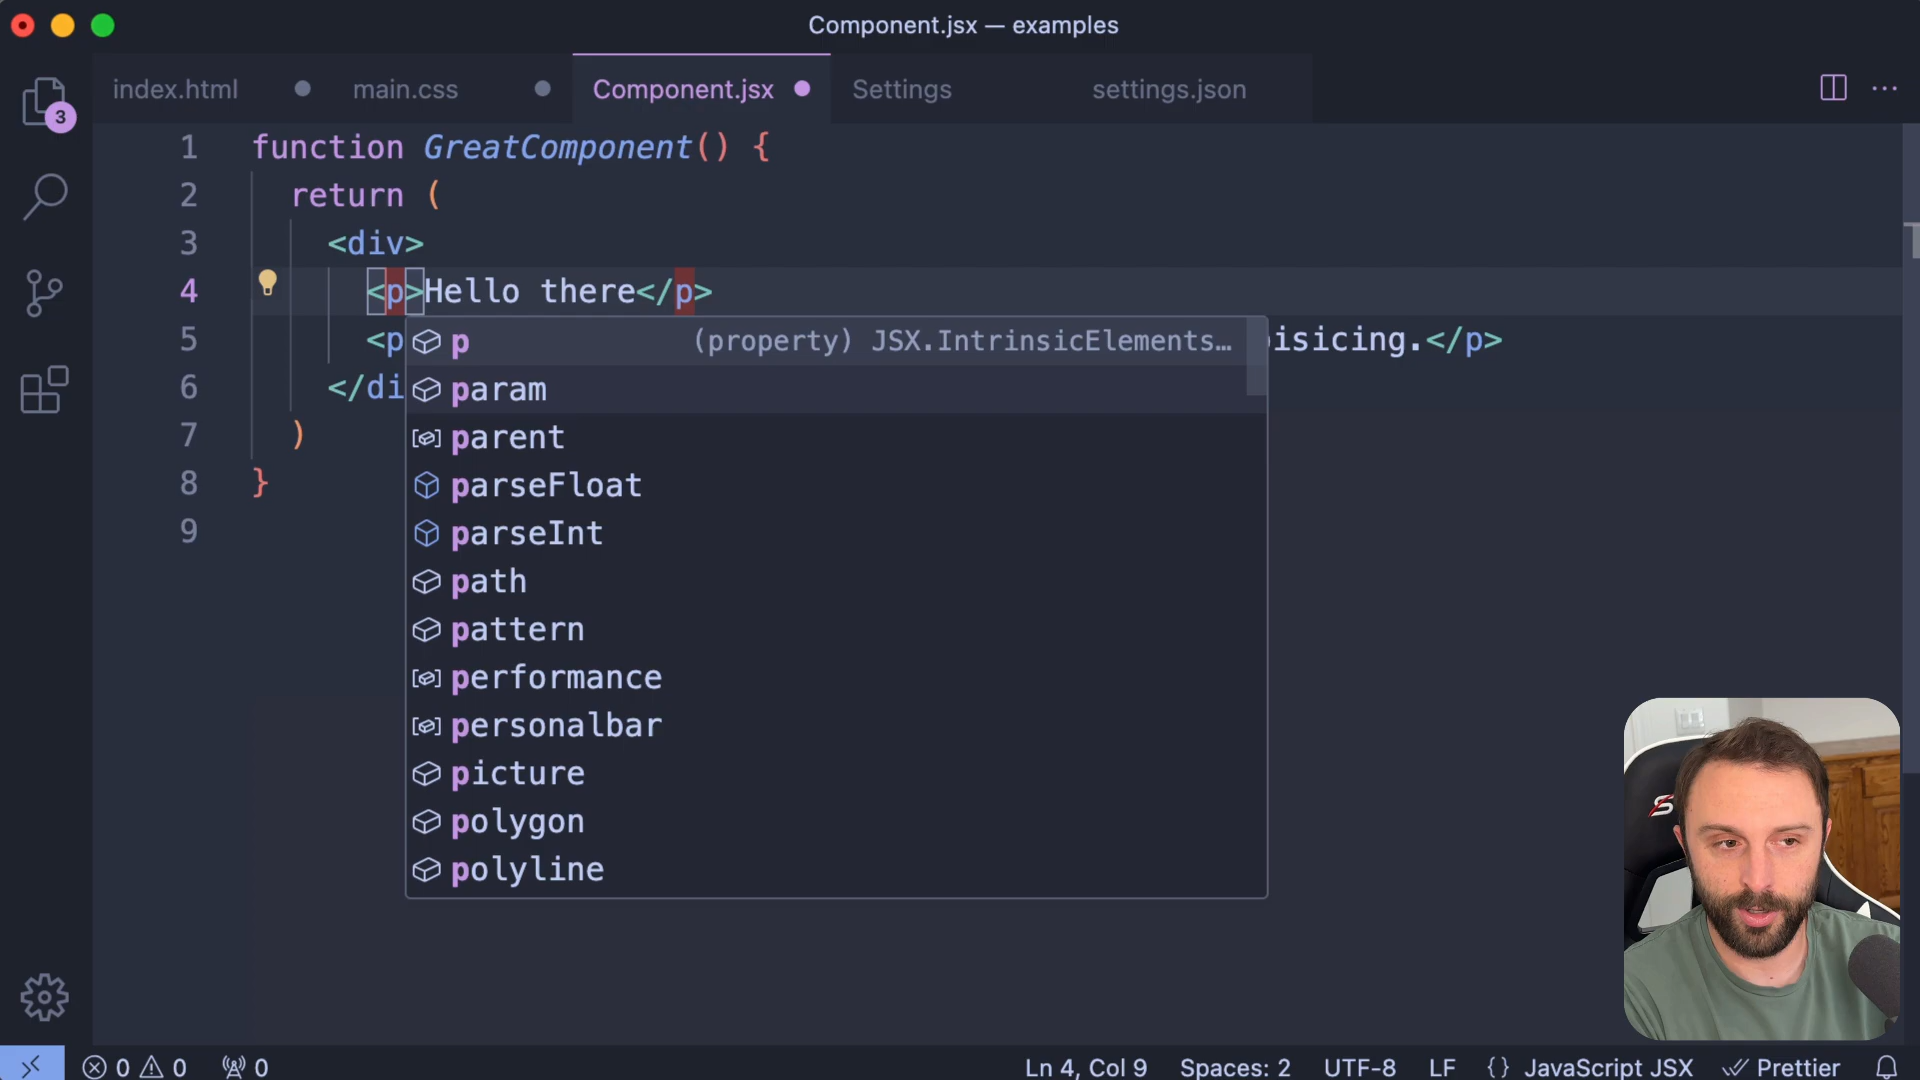 Component.jsx — examples
index.html
main.css
Component.jsx
Settings
settings.json
3
1 function GreatComponent() {
2 return (
3 <div>
4 <p>Hello there</p>
5 <p isicing.</p>
6 </di
7 )
8 }
9
p (property) JSX.IntrinsicElements…
param
parent
parseFloat
parseInt
path
pattern
performance
personalbar
picture
polygon
polyline
0 0 0 Ln 4, Col 9 Spaces: 2 UTF-8 LF {} JavaScript JSX Prettier